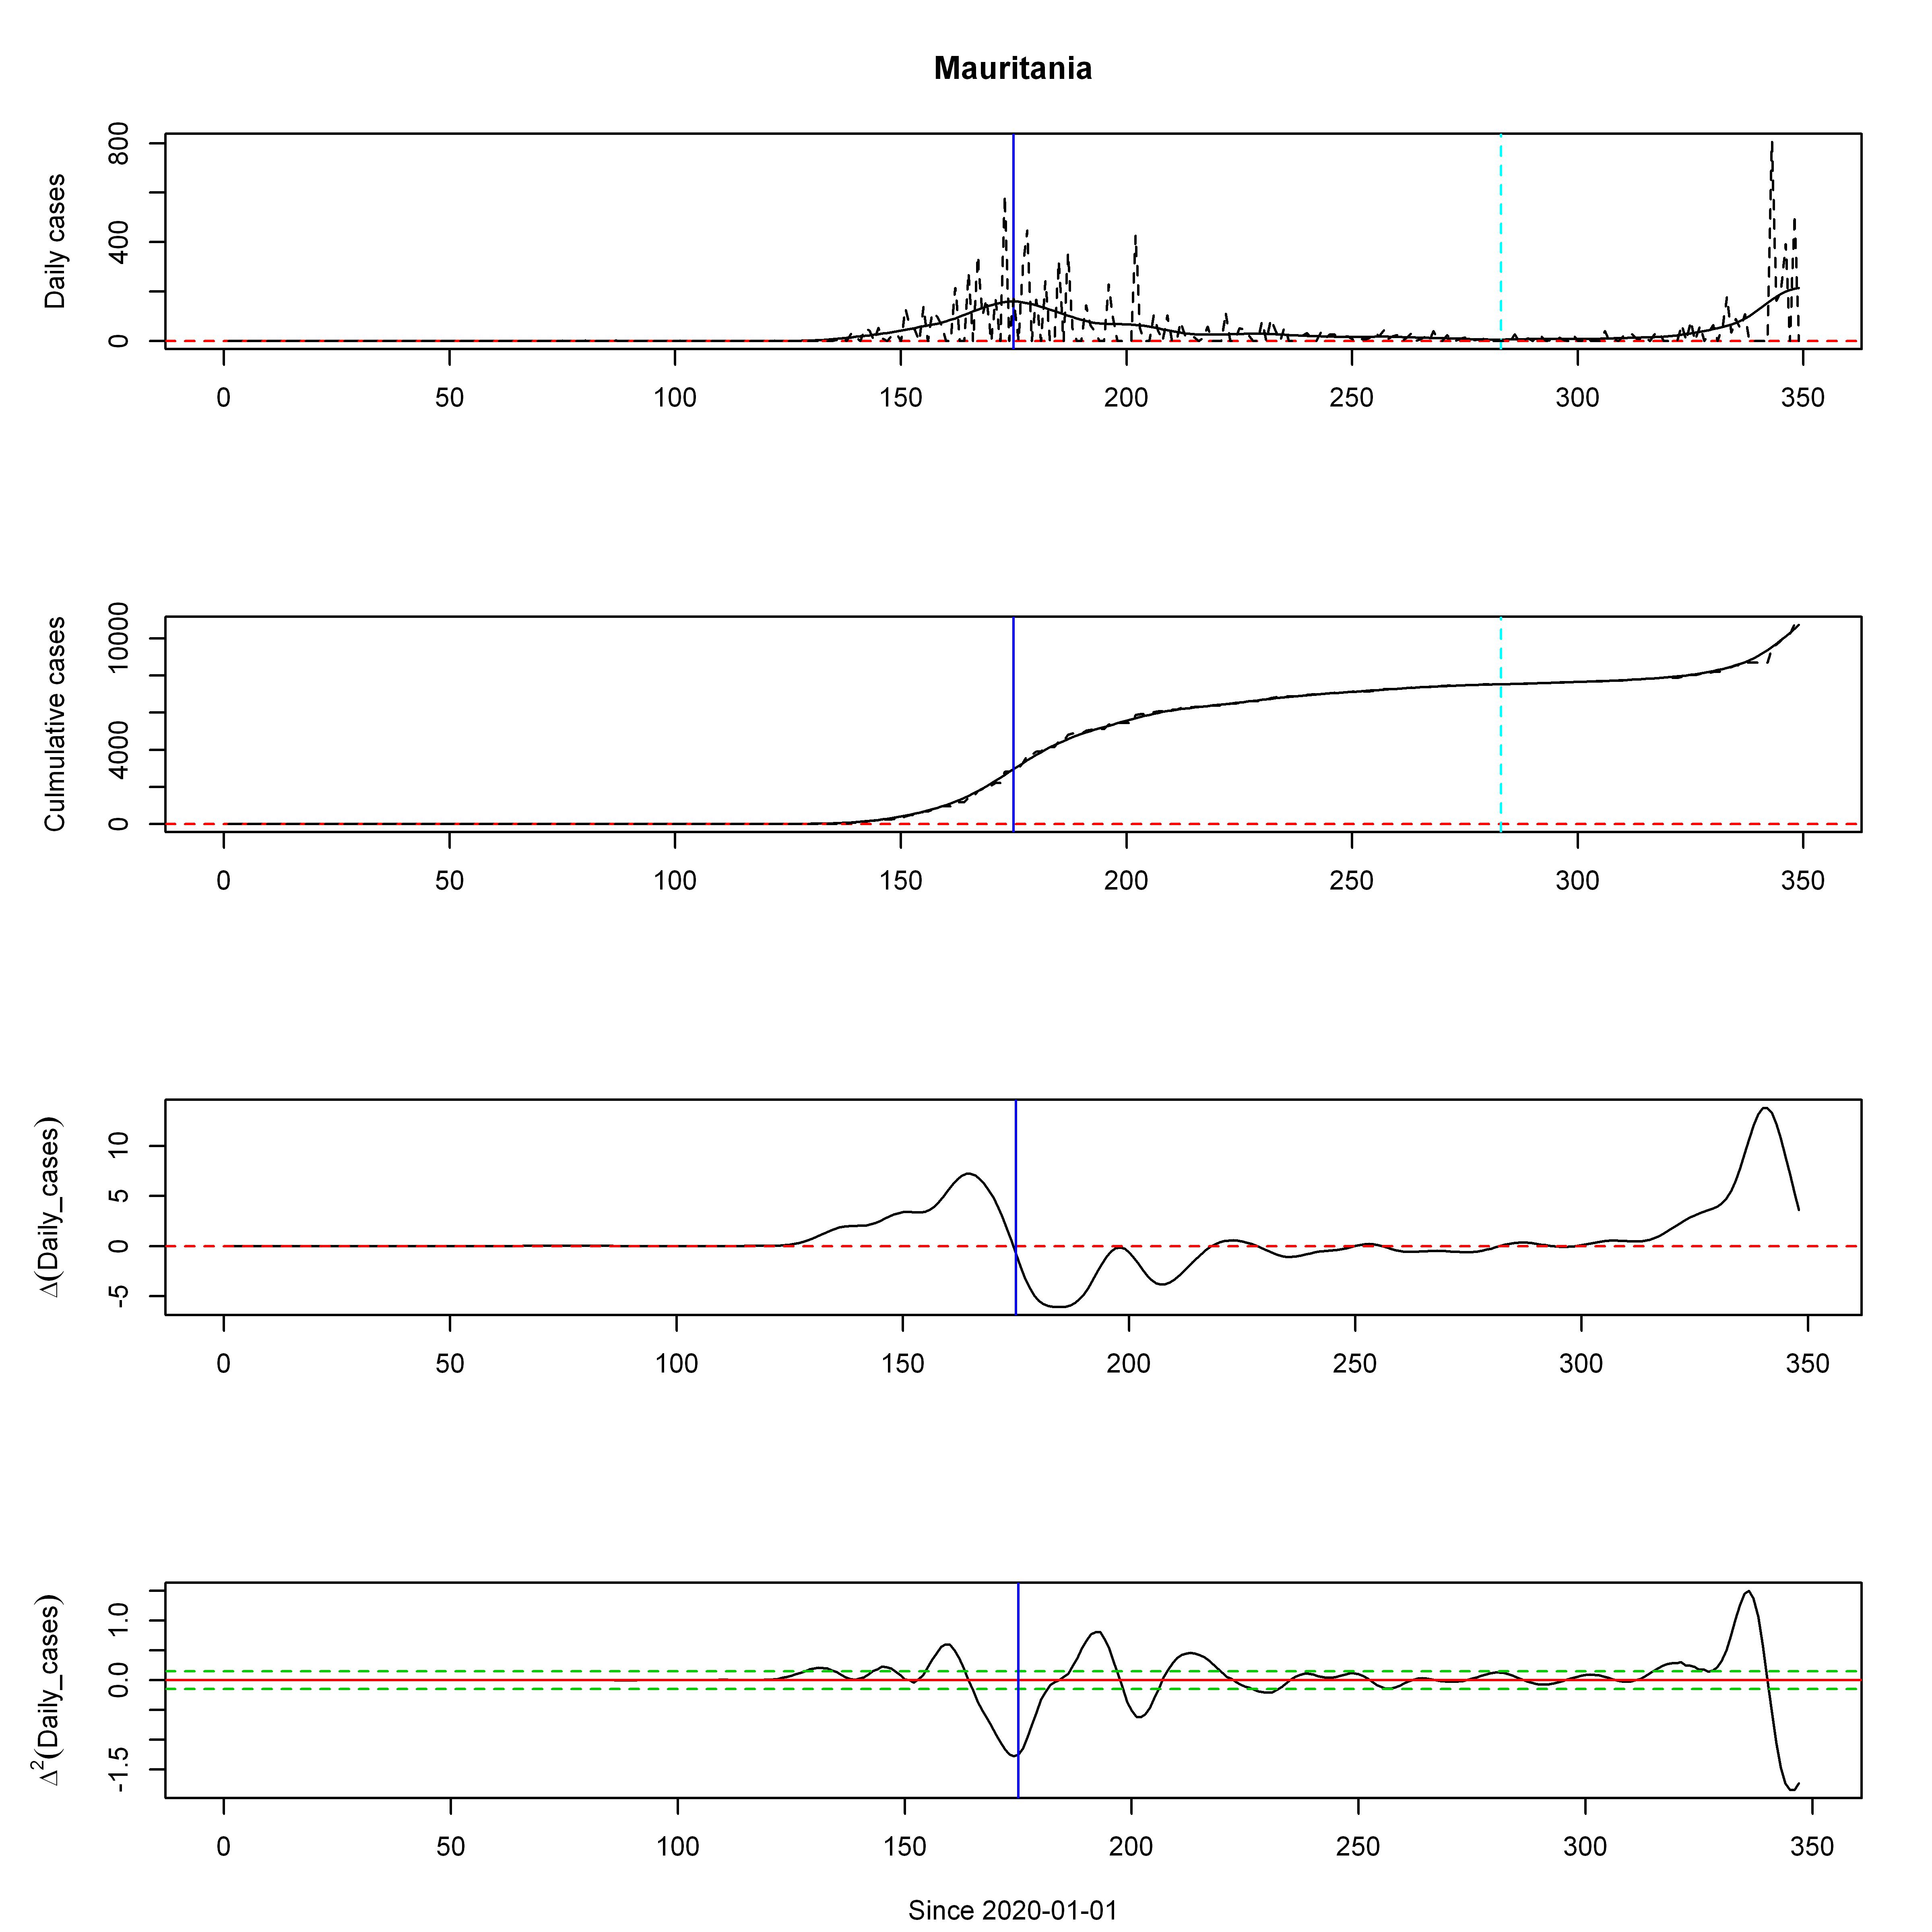 Mauritania
Daily cases
0 400 800
0 50 100 150 200 250 300 350
Culmulative cases
0 4000 10000
0 50 100 150 200 250 300 350
Δ(Daily_cases)
-5 0 5 10
0 50 100 150 200 250 300 350
Δ²(Daily_cases)
-1.5 0.0 1.0
0 50 100 150 200 250 300 350
Since 2020-01-01